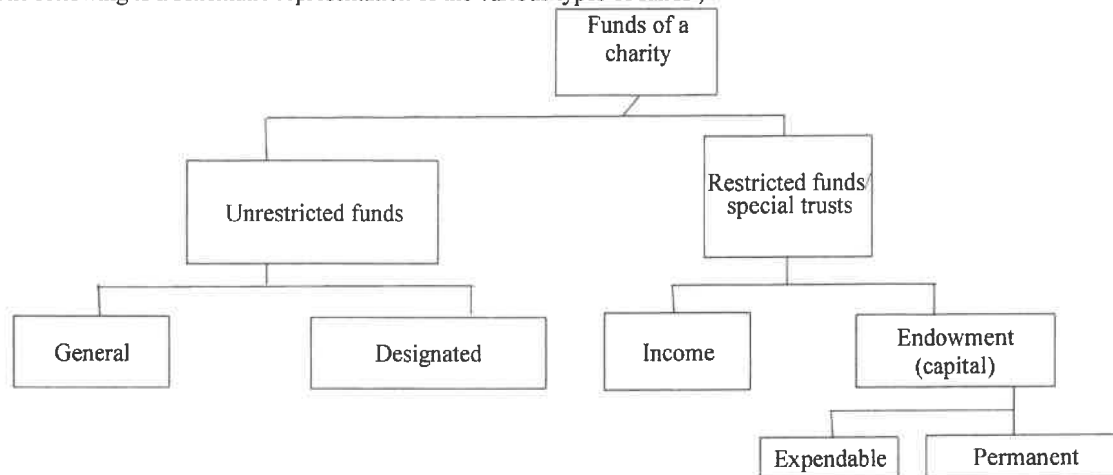 Funds of a
charity
Unrestricted funds
Restricted funds/
special trusts
General
Designated
Income
Endowment
(capital)
Expendable
Permanent